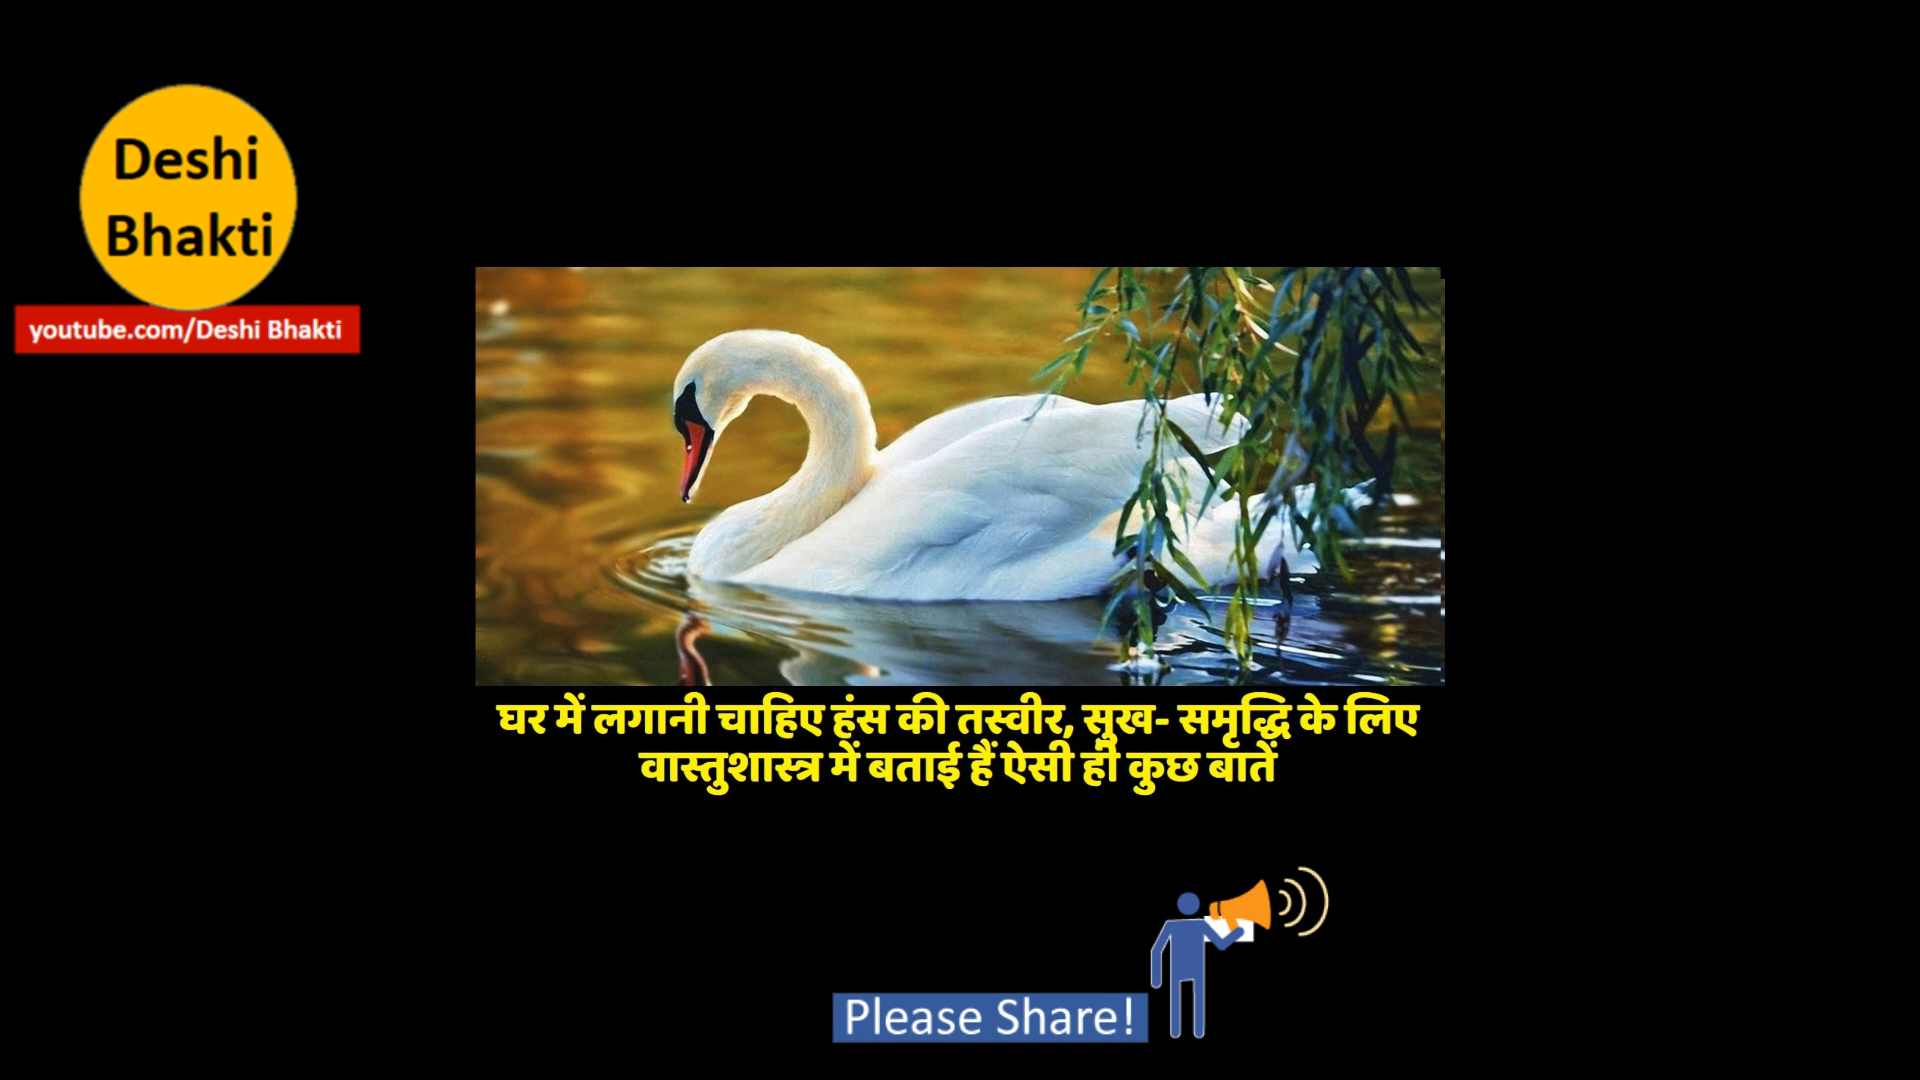 Deshi
Bhakti
youtube.com/Deshi Bhakti
घर में लगानी चाहिए हंस की तस्वीर, सुख- समृद्धि के लिए
वास्तुशास्त्र में बताई हैं ऐसी ही कुछ बातें
Please Share!